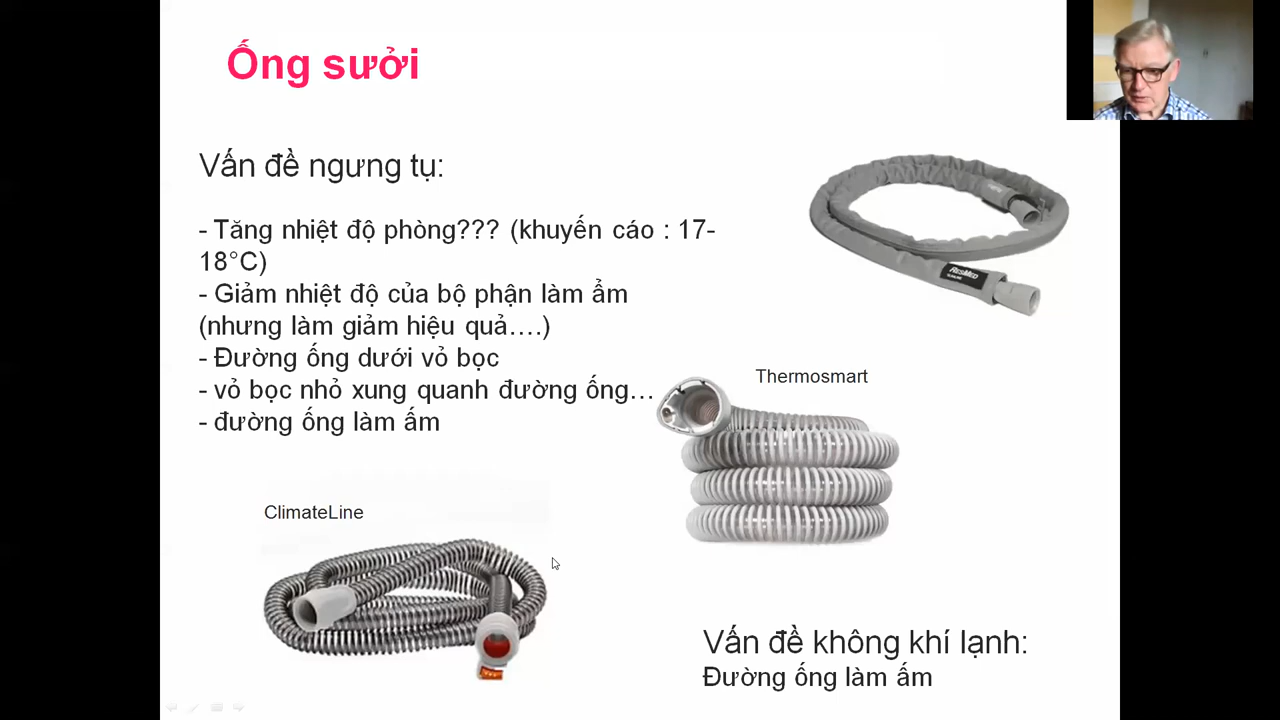 Ống sưởi
Vấn đề ngưng tụ:
- Tăng nhiệt độ phòng??? (khuyến cáo : 17-
18°C)
- Giảm nhiệt độ của bộ phận làm ẩm
(nhưng làm giảm hiệu quả….)
- Đường ống dưới vỏ bọc
- vỏ bọc nhỏ xung quanh đường ống…
- đường ống làm ấm
RESMED
Thermosmart
ClimateLine
Vấn đề không khí lạnh:
Đường ống làm ấm